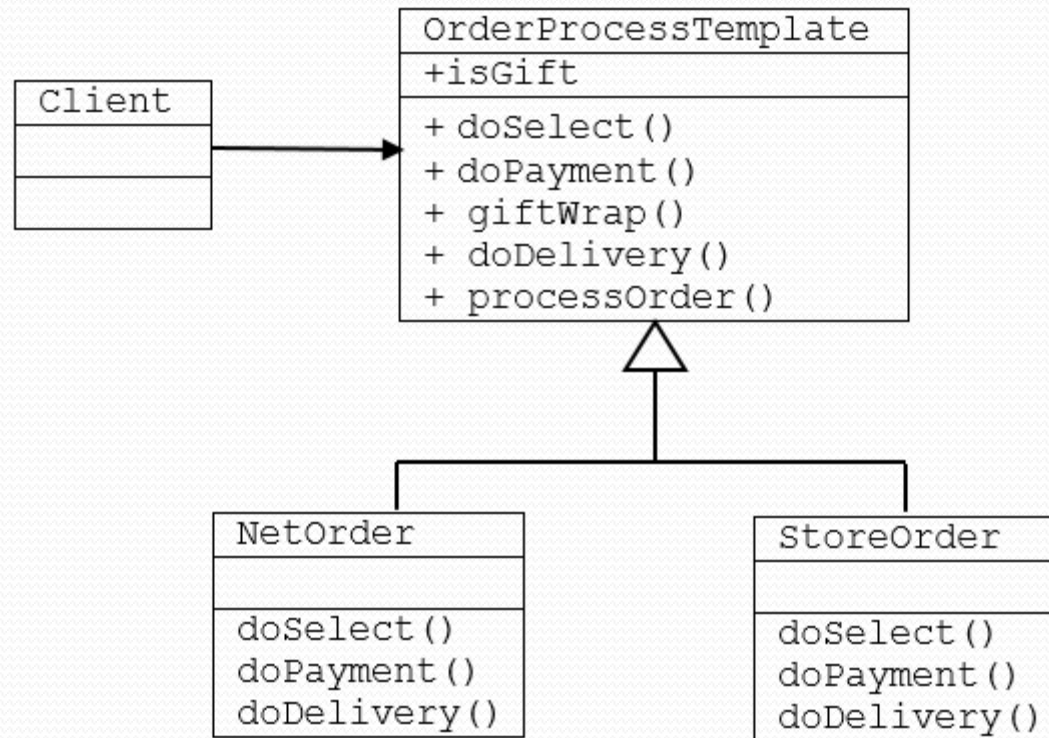 OrderProcessTemplate
+isGift
+ doSelect()
+ doPayment()
+ giftWrap()
+ doDelivery()
+ processOrder()
Client
NetOrder
doSelect()
doPayment()
doDelivery()
StoreOrder
doSelect()
doPayment()
doDelivery()